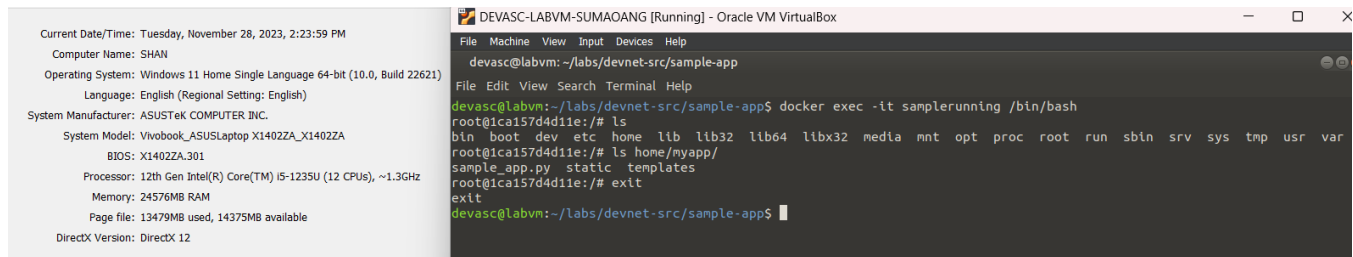 Current Date/Time: Tuesday, November 28, 2023, 2:23:59 PM
Computer Name: SHAN
Operating System: Windows 11 Home Single Language 64-bit (10.0, Build 22621)
Language: English (Regional Setting: English)
System Manufacturer: ASUSTeK COMPUTER INC.
System Model: Vivobook_ASUSLaptop X1402ZA_X1402ZA
BIOS: X1402ZA.301
Processor: 12th Gen Intel(R) Core(TM) i5-1235U (12 CPUs), ~1.3GHz
Memory: 24576MB RAM
Page file: 13479MB used, 14375MB available
DirectX Version: DirectX 12
DEVASC-LABVM-SUMAOANG [Running] - Oracle VM VirtualBox
File Machine View Input Devices Help
devasc@labvm: ~/labs/devnet-src/sample-app
File Edit View Search Terminal Help
devasc@labvm:~/labs/devnet-src/sample-app$ docker exec -it samplerunning /bin/bash
root@1ca157d4d11e:/# ls
bin boot dev etc home lib lib32 lib64 libx32 media mnt opt proc root run sbin srv sys tmp usr var
root@1ca157d4d11e:/# ls home/myapp/
sample_app.py static templates
root@1ca157d4d11e:/# exit
exit
devasc@labvm:~/labs/devnet-src/sample-app$